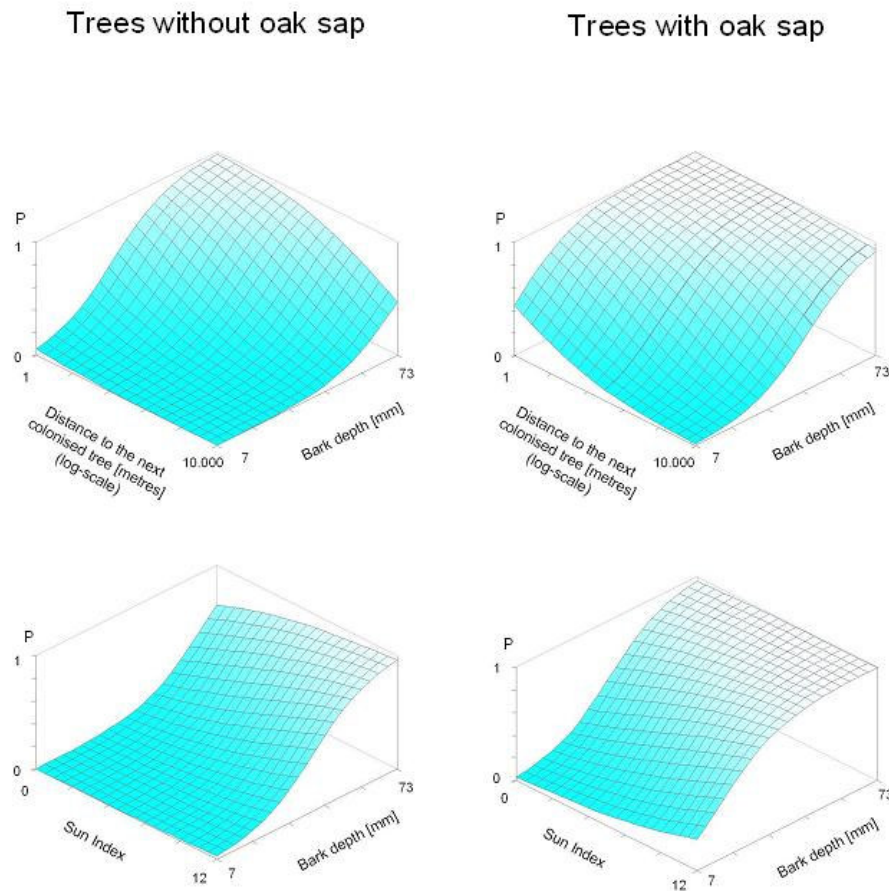 Trees without oak sap
Trees with oak sap
P
1
0
1
Distance to the next
colonised tree [metres]
(log-scale)
10.000
7
Bark depth [mm]
73
P
1
0
1
Distance to the next
colonised tree [metres]
(log-scale)
10.000
7
Bark depth [mm]
73
P
1
0
0
Sun Index
12
7
Bark depth [mm]
73
P
1
0
0
Sun Index
12
7
Bark depth [mm]
73